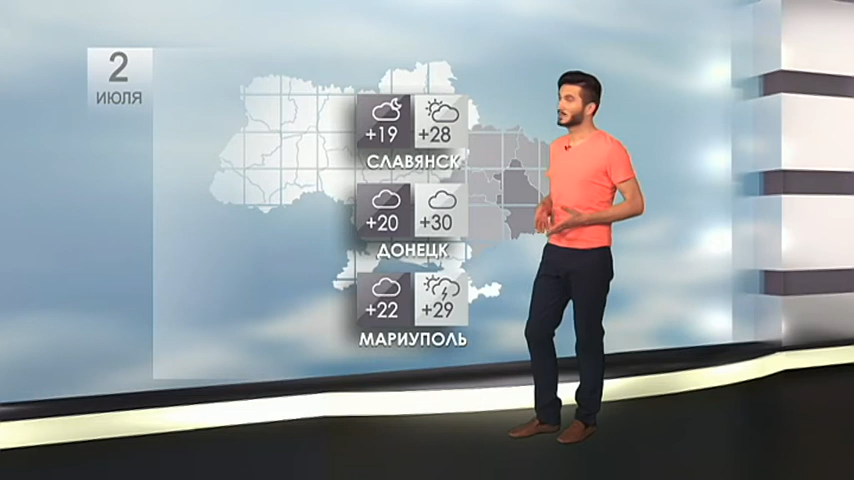 2
ИЮЛЯ
+19 +28
СЛАВЯНСК
+20 +30
ДОНЕЦК
+22 +29
МАРИУПОЛЬ